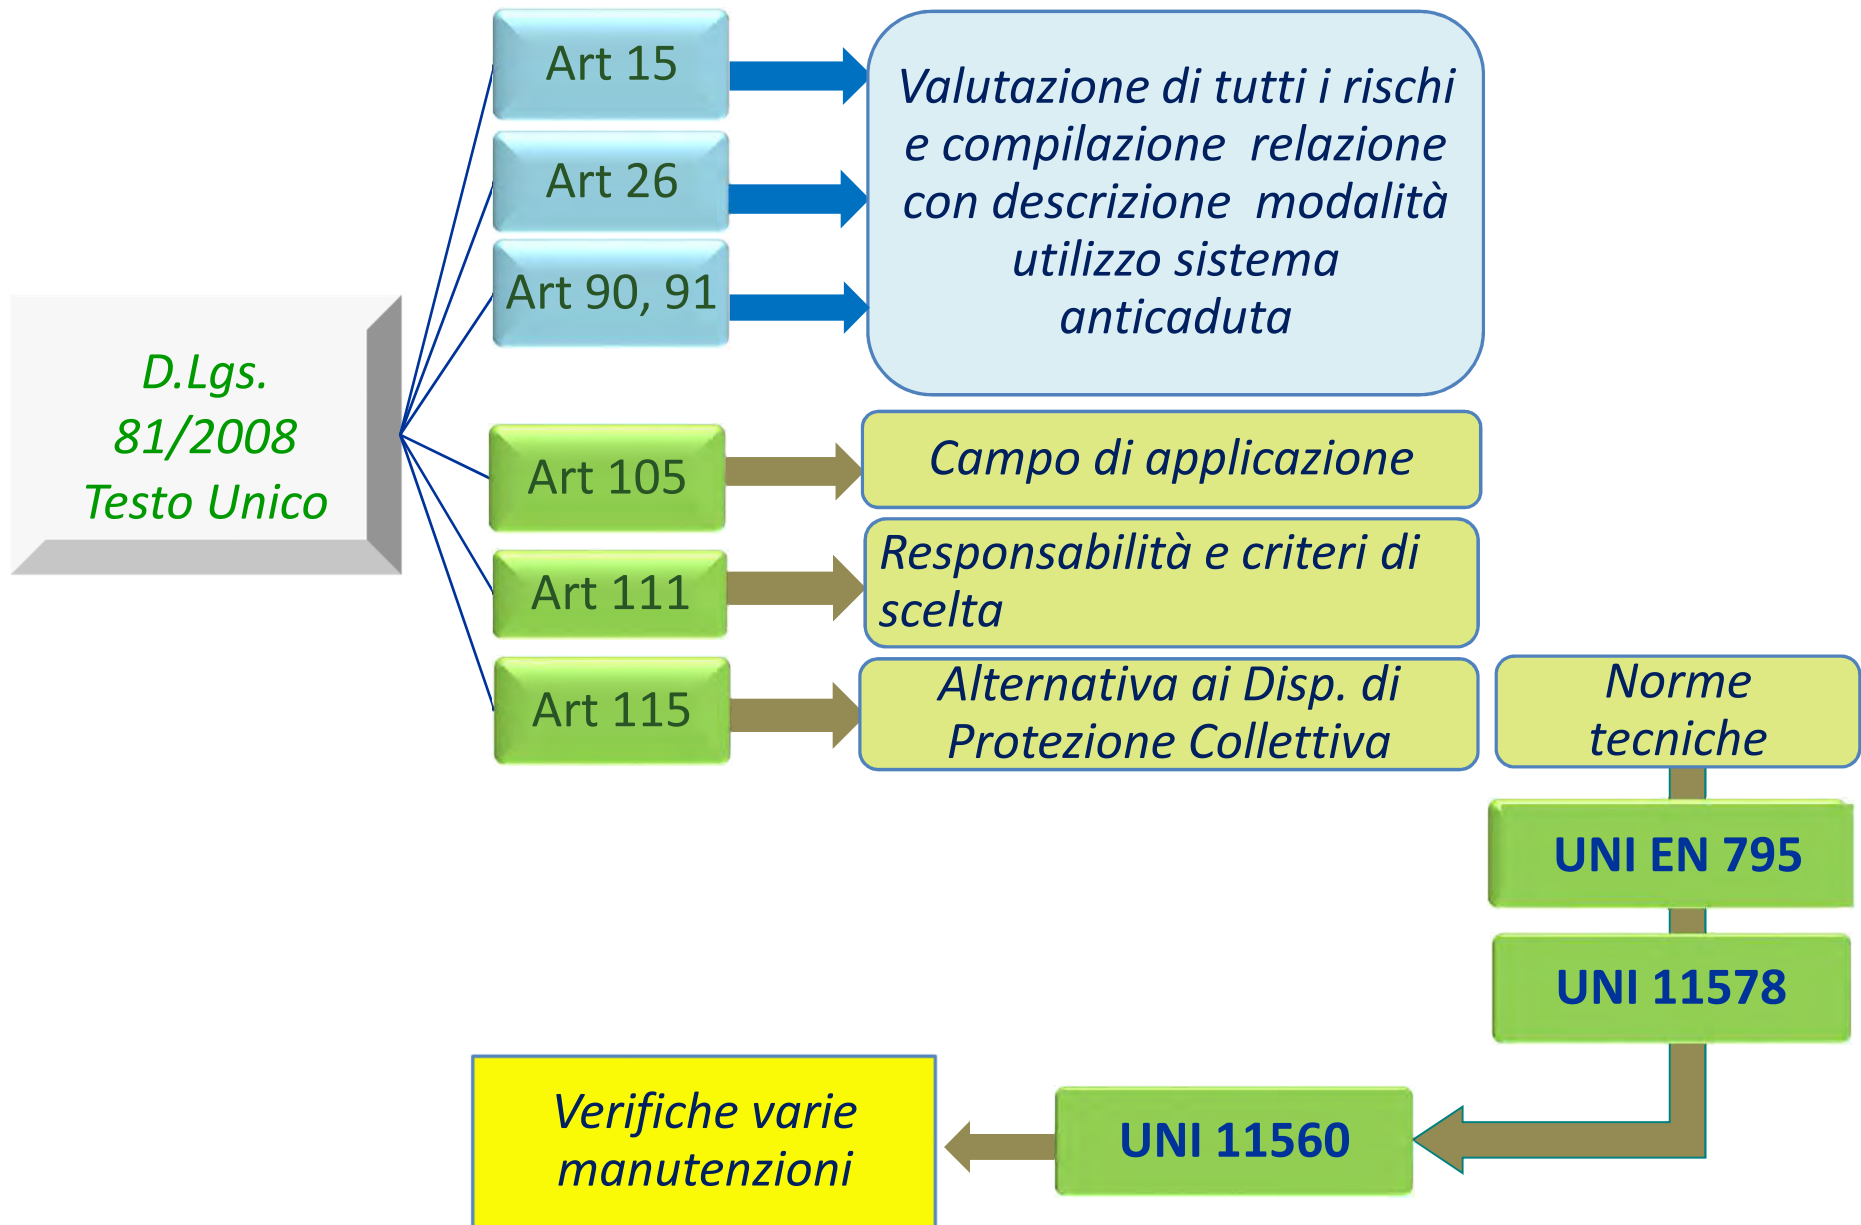 D.Lgs.
81/2008
Testo Unico
Art 15
Art 26
Art 90, 91
Valutazione di tutti i rischi
e compilazione relazione
con descrizione modalità
utilizzo sistema
anticaduta
Art 105
Campo di applicazione
Art 111
Responsabilità e criteri di
scelta
Art 115
Alternativa ai Disp. di
Protezione Collettiva
Norme
tecniche
UNI EN 795
UNI 11578
UNI 11560
Verifiche varie
manutenzioni